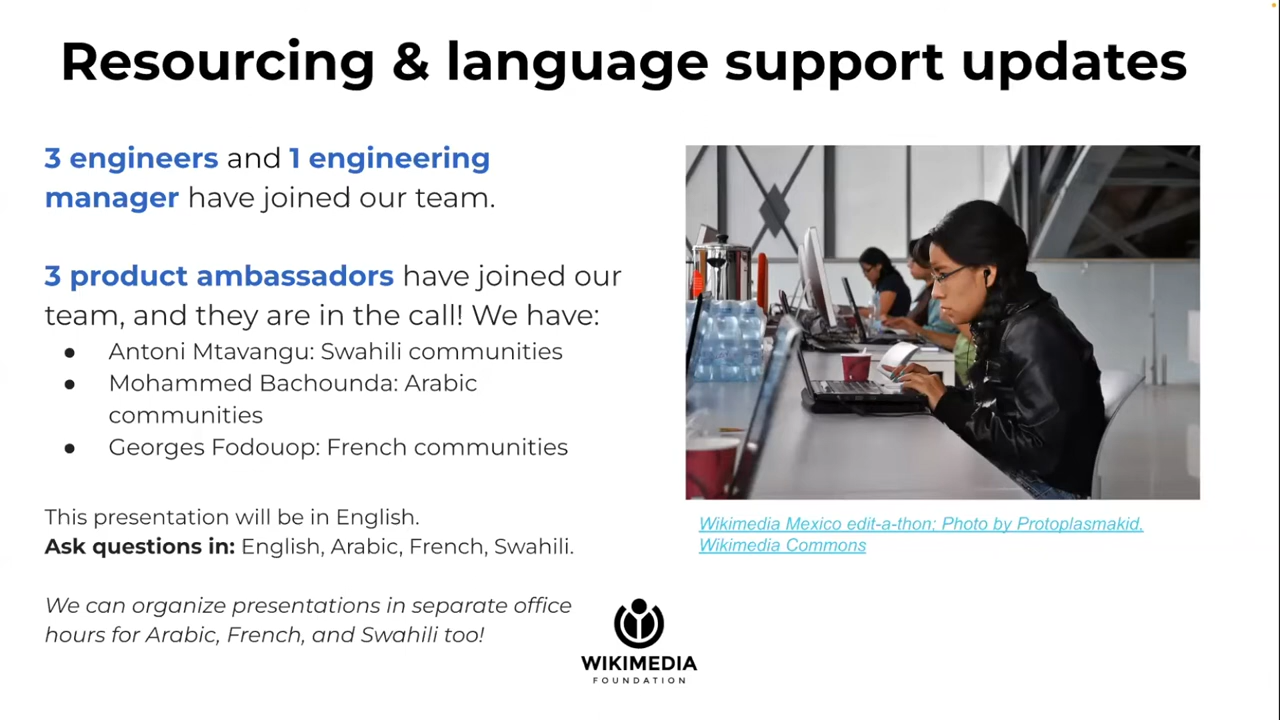 Resourcing & language support updates
3 engineers and 1 engineering
manager have joined our team.
3 product ambassadors have joined our
team, and they are in the call! We have:
● Antoni Mtavangu: Swahili communities
● Mohammed Bachounda: Arabic
communities
● Georges Fodouop: French communities
This presentation will be in English.
Ask questions in: English, Arabic, French, Swahili.
We can organize presentations in separate office
hours for Arabic, French, and Swahili too!
Wikimedia Mexico edit-a-thon; Photo by Protoplasmakid,
Wikimedia Commons
WIKIMEDIA
FOUNDATION